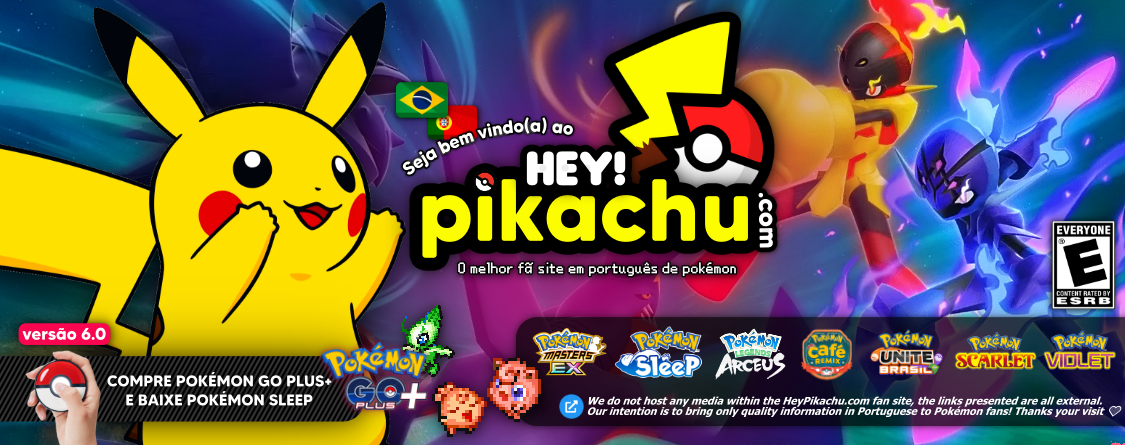 Seja bem vindo(a) ao
HEY!
pikachu
.com
O melhor fã site em português de pokémon
EVERYONE
E
CONTENT RATED BY
ESRB
versão 6.0
COMPRE POKÉMON GO PLUS+
E BAIXE POKÉMON SLEEP
POKÉMON
GO
PLUS
+
POKÉMON
MASTERS
EX
POKÉMON
SLeeP
POKÉMON
LEGENDS
ARCEUS
POKÉMON
Café
REMIX
POKÉMON
UNITE
BRASIL
POKÉMON
SCARLET
POKÉMON
VIOLET
We do not host any media within the HeyPikachu.com fan site, the links presented are all external.
Our intention is to bring only quality information in Portuguese to Pokémon fans! Thanks your visit